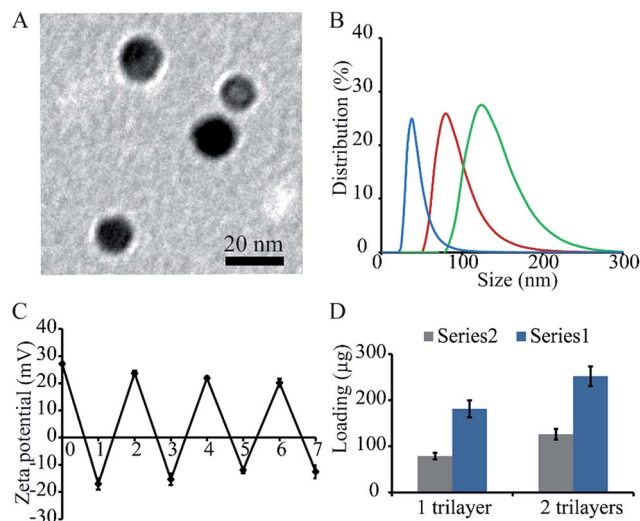 A
20 nm
B
Distribution (%)
40
30
20
10
0
0 100 200 300
Size (nm)
C
Zeta potential (mV)
40
30
20
10
0
-10
-20
-30
0 1 2 3 4 5 6 7
D
Series2 Series1
Loading (µg)
300
200
100
0
1 trilayer 2 trilayers